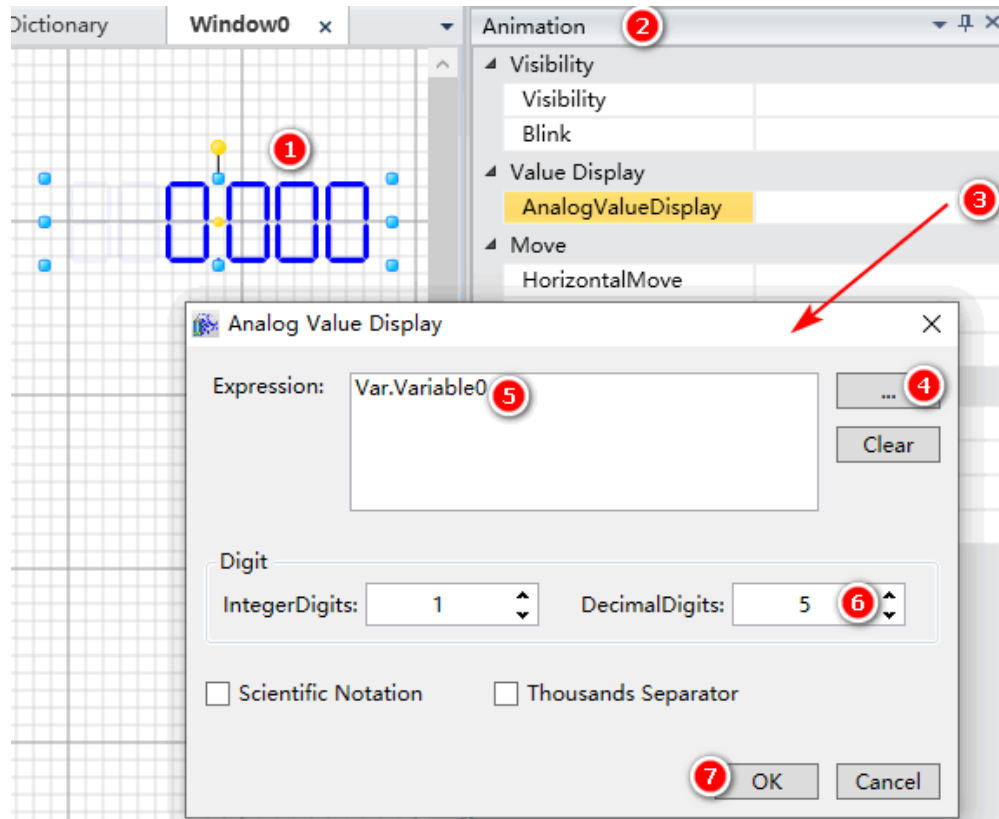 Dictionary
Window0 x
Animation 2
Visibility
Visibility
1
Blink
0.000
Value Display
AnalogValueDisplay
3
Move
HorizontalMove
Analog Value Display
Expression:
Var.Variable0 5
... 4
Clear
Digit
IntegerDigits: 1
DecimalDigits: 5 6
Scientific Notation
Thousands Separator
7 OK
Cancel